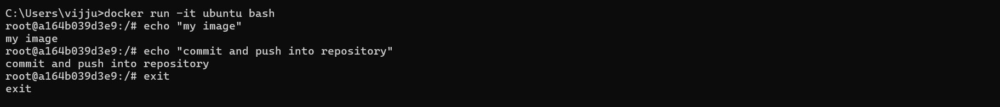 C:\Users\vijju>docker run -it ubuntu bash
root@a164b039d3e9:/# echo "my image"
my image
root@a164b039d3e9:/# echo "commit and push into repository"
commit and push into repository
root@a164b039d3e9:/# exit
exit